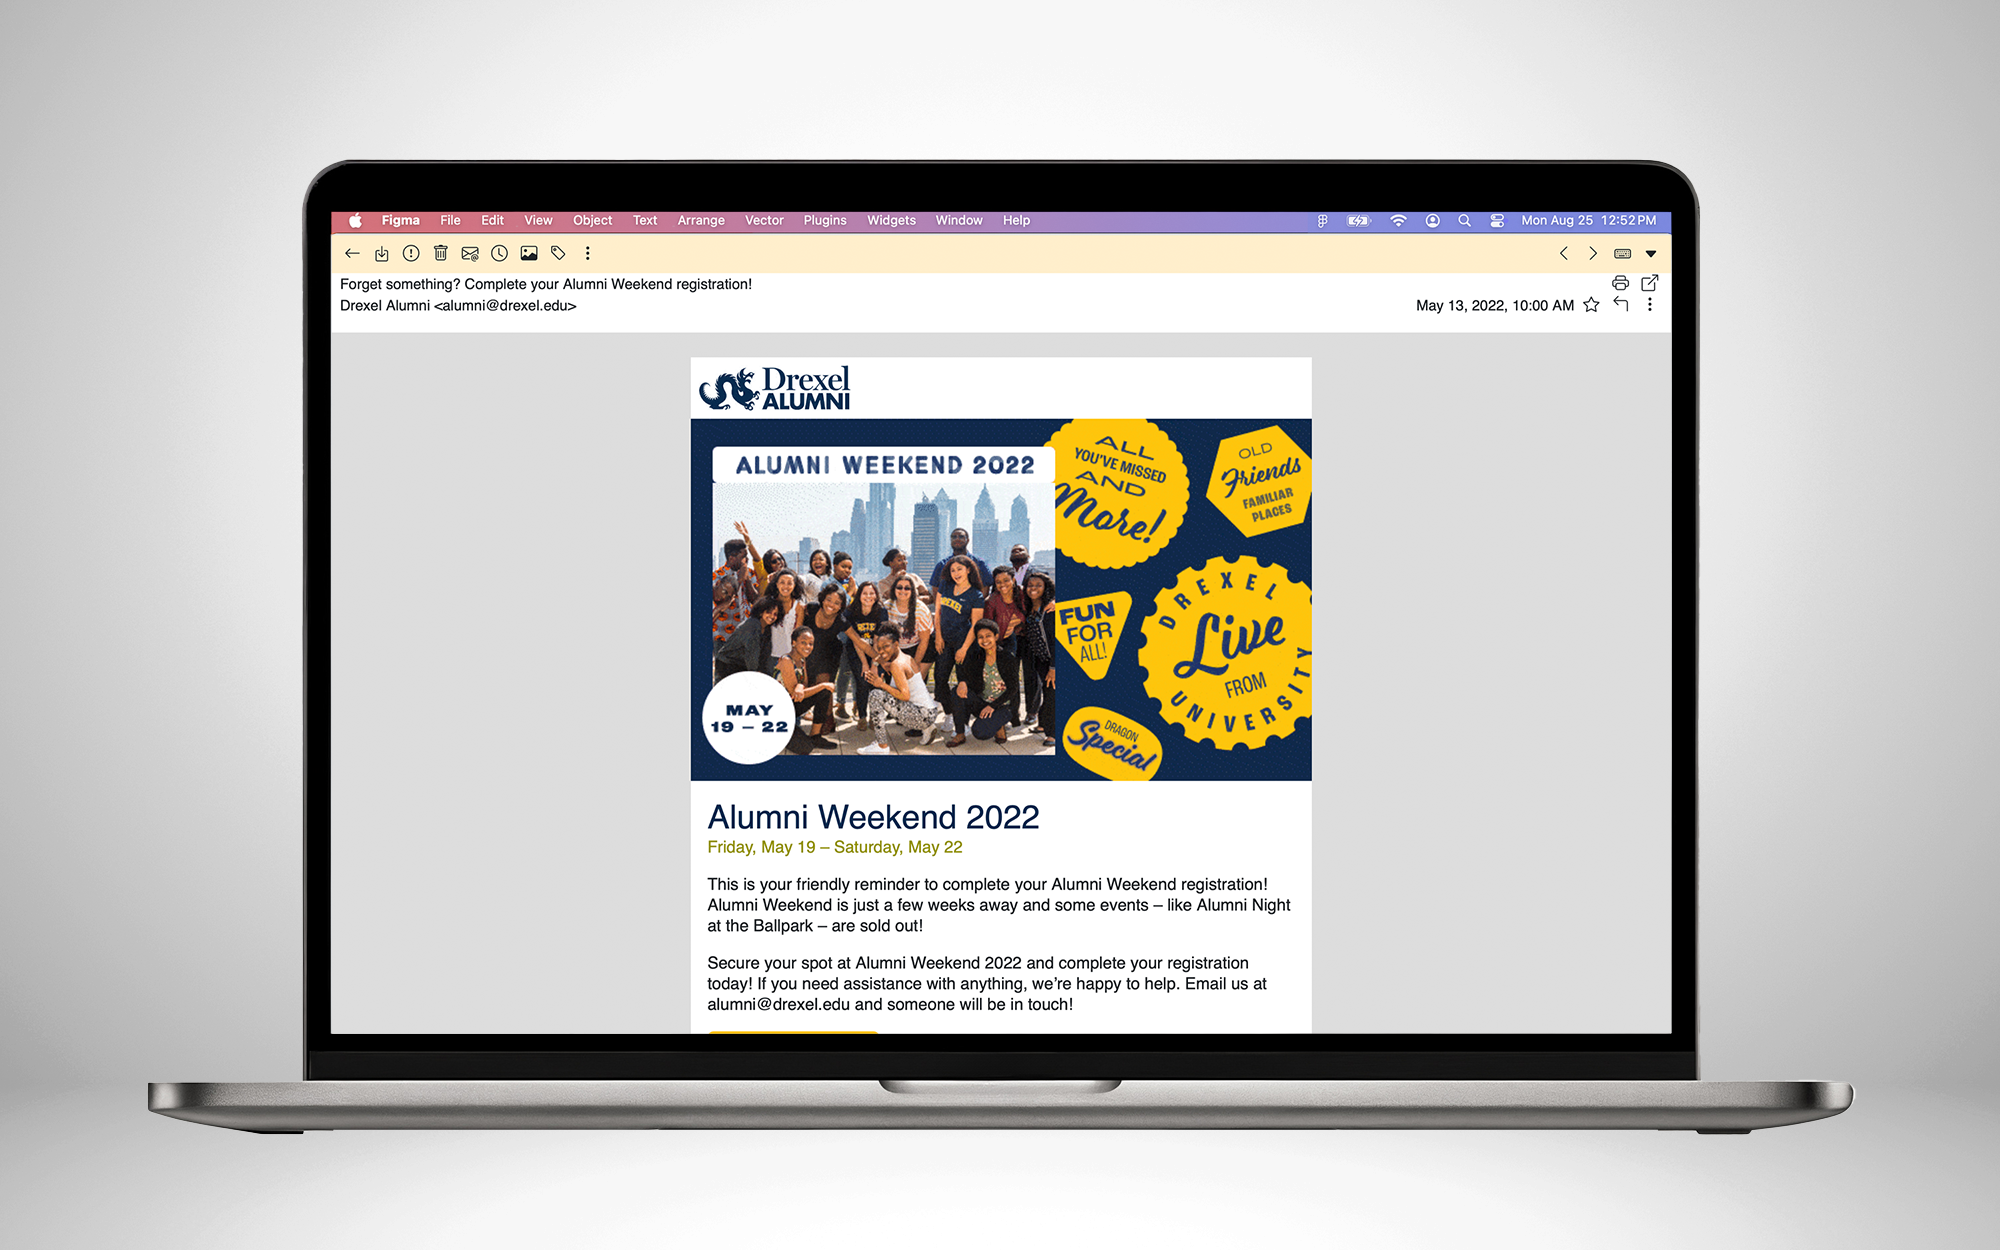 Figma File Edit View Object Text Arrange Vector Plugins Widgets Window Help Mon Aug 25 12:52 PM
Forget something? Complete your Alumni Weekend registration!
Drexel Alumni <alumni@drexel.edu>
May 13, 2022, 10:00 AM
Drexel
ALUMNI
ALUMNI WEEKEND 2022
DREXEL
MAY
19 – 22
ALL
YOU'VE MISSED
AND
More!
OLD
Friends
FAMILIAR
PLACES
FUN
FOR
ALL!
DREXEL
Live
FROM
UNIVERSITY
DRAGON
Special
Alumni Weekend 2022
Friday, May 19 – Saturday, May 22
This is your friendly reminder to complete your Alumni Weekend registration!
Alumni Weekend is just a few weeks away and some events – like Alumni Night
at the Ballpark – are sold out!
Secure your spot at Alumni Weekend 2022 and complete your registration
today! If you need assistance with anything, we're happy to help. Email us at
alumni@drexel.edu and someone will be in touch!